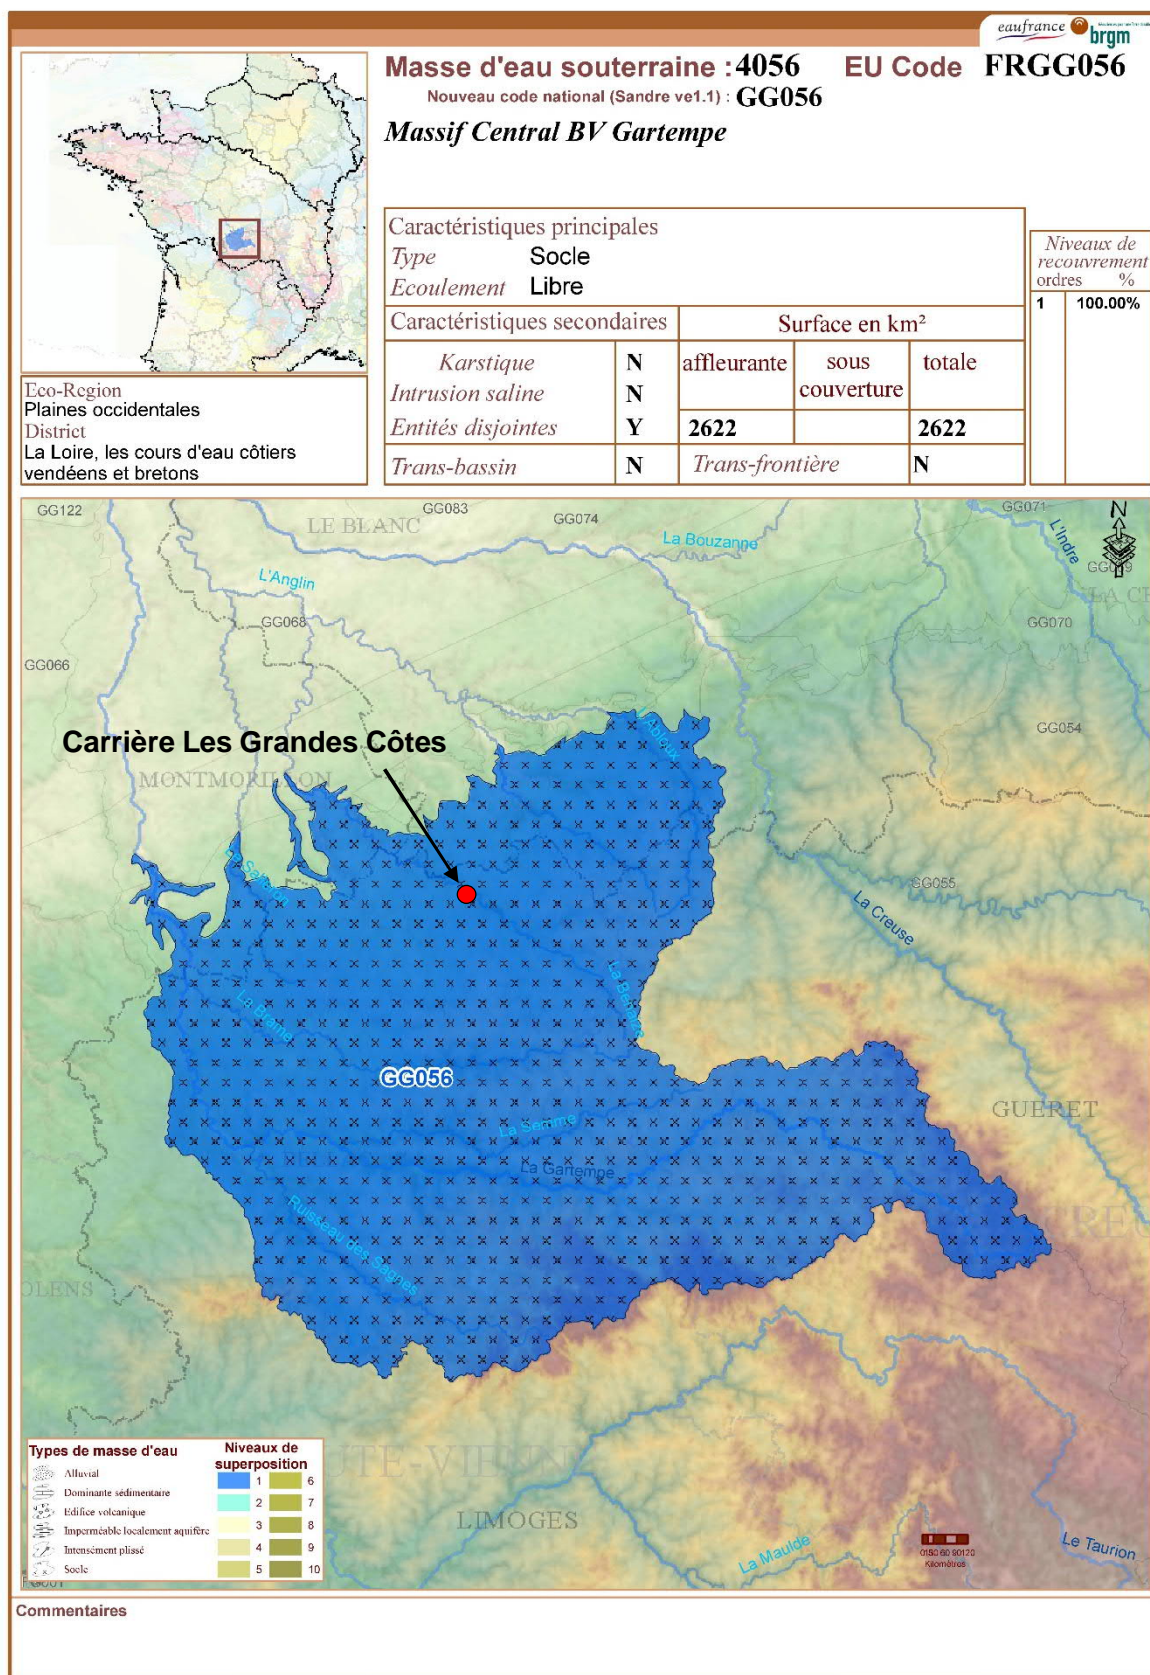 eaufrance
brgm
Masse d'eau souterraine : 4056 EU Code FRGG056
Nouveau code national (Sandre ve1.1) : GG056
Massif Central BV Gartempe
Caractéristiques principales
Type Socle
Ecoulement Libre
Caractéristiques secondaires Surface en km²
Karstique N affleurante sous couverture totale
Intrusion saline N
Entités disjointes Y 2622 2622
Trans-bassin N Trans-frontière N
Niveaux de
recouvrement
ordres %
1 100.00%
Eco-Region
Plaines occidentales
District
La Loire, les cours d'eau côtiers
vendéens et bretons
GG122
LE BLANC
GG083
GG074
La Bouzanne
GG071
N
L'Indre
L'Anglin
GG068
GG070
GG066
GG054
L'Abloux
Carrière Les Grandes Côtes
MONTMORILLON
GG055
La Creuse
La Brame
GG056
GUERET
La Semme
La Gartempe
Ruisseau des Sagnes
LIMOGES
La Maulde
Le Taurion
Kilomètres
Types de masse d'eau
Alluvial
Dominante sédimentaire
Edifice volcanique
Imperméable localement aquifère
Intensément plissé
Socle
Niveaux de
superposition
1 6
2 7
3 8
4 9
5 10
Commentaires